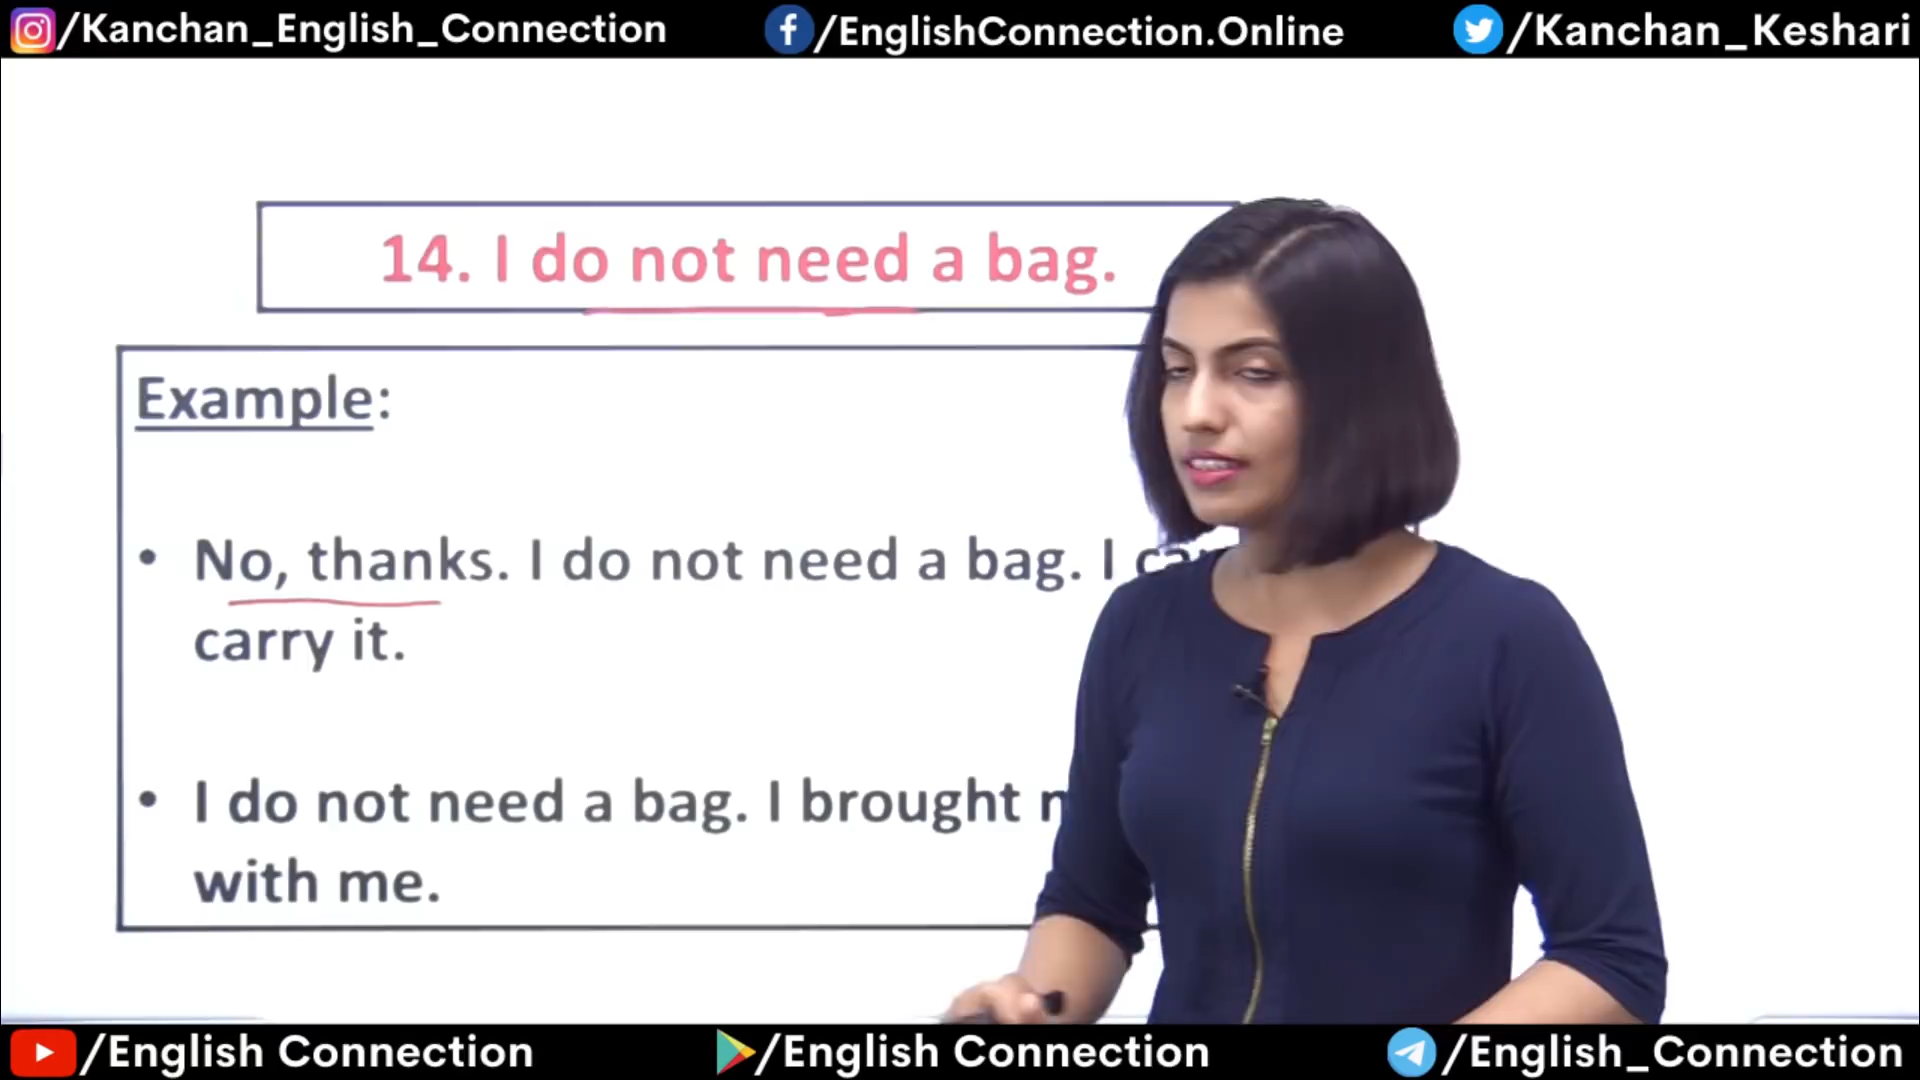 /Kanchan_English_Connection
/EnglishConnection.Online
/Kanchan_Keshari
14. I do not need a bag.
Example:
• No, thanks. I do not need a bag. I
carry it.
• I do not need a bag. I brought
with me.
/English Connection
/English Connection
/English_Connection